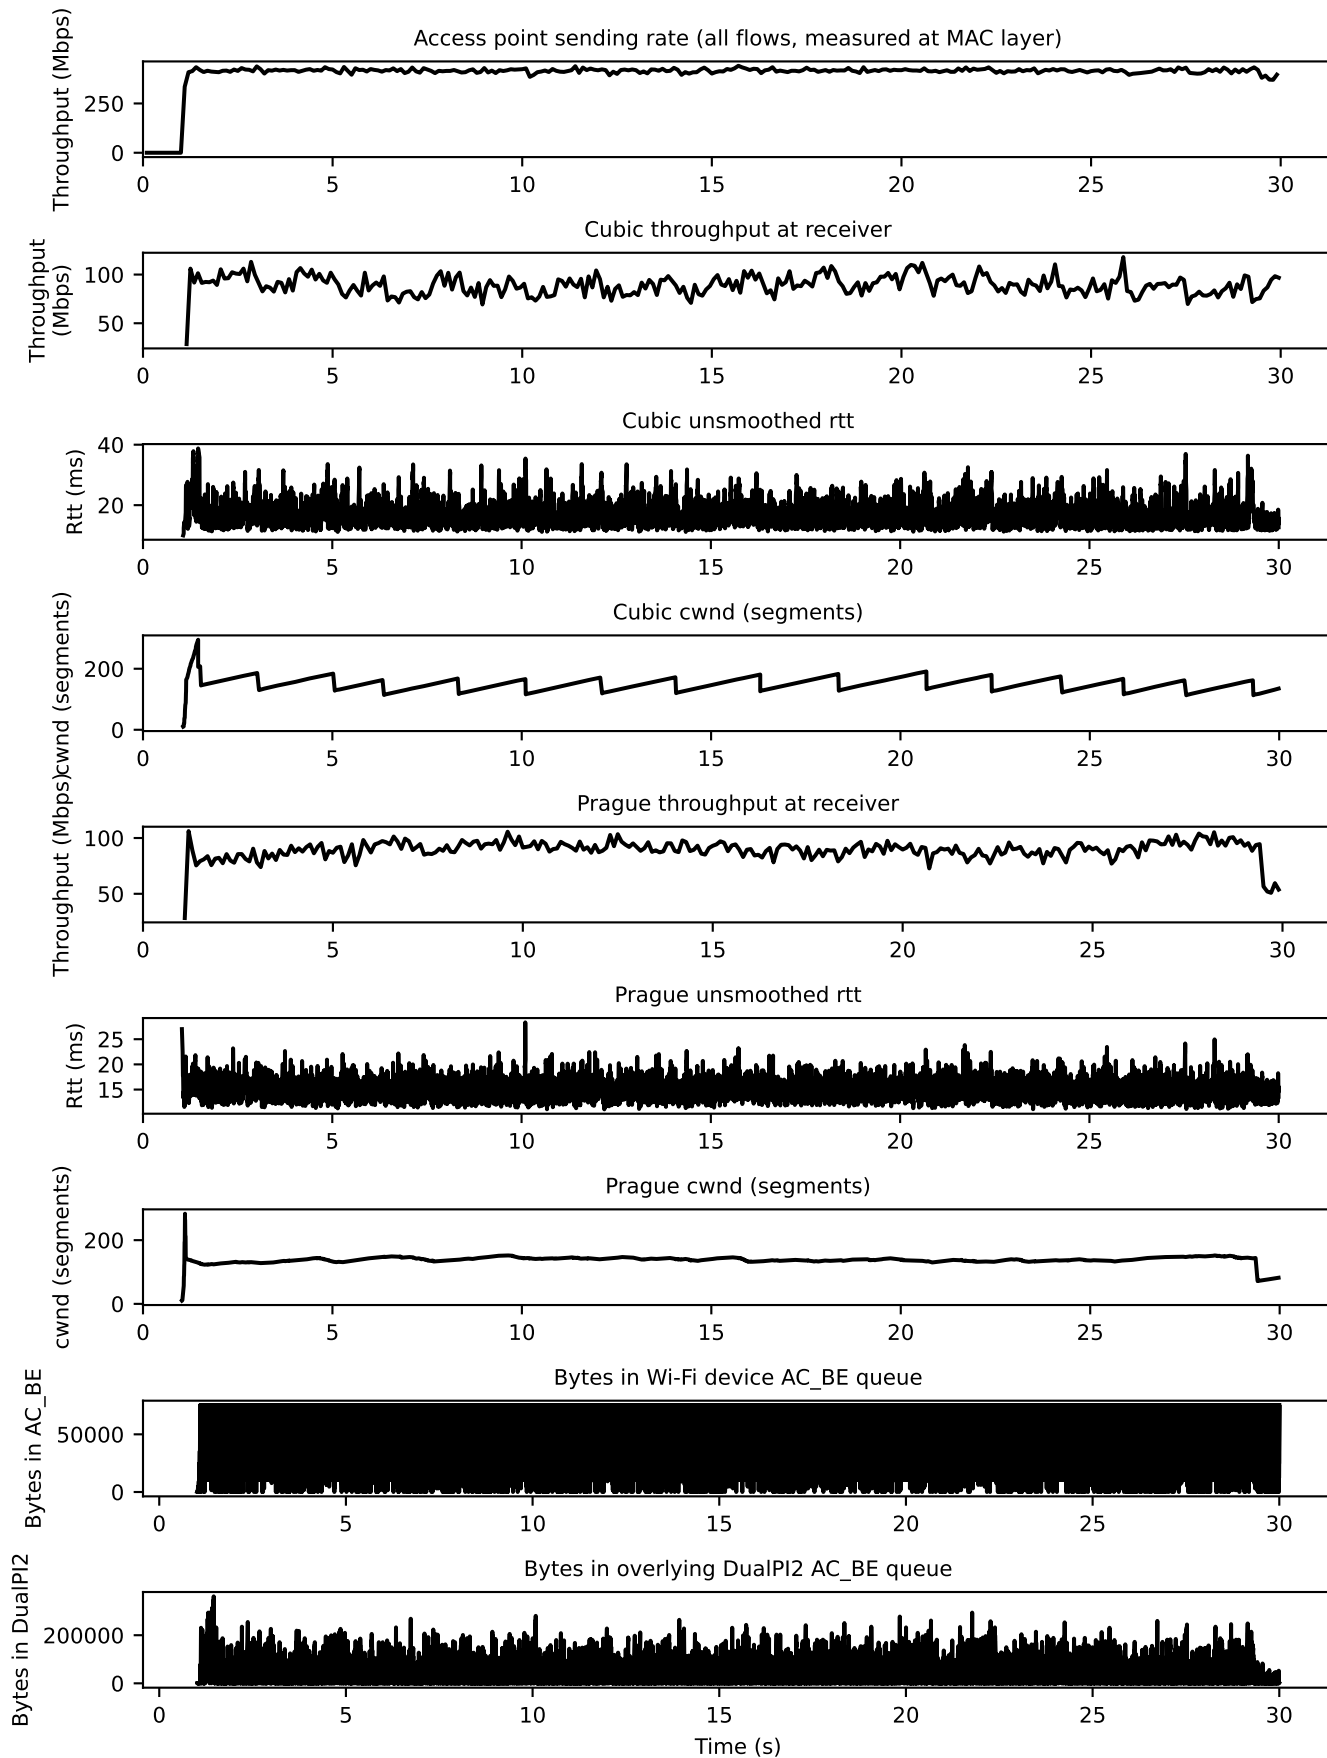 Access point sending rate (all flows, measured at MAC layer)
Throughput (Mbps)
250
0
0 5 10 15 20 25 30
Cubic throughput at receiver
Throughput
(Mbps)
100
50
0 5 10 15 20 25 30
Cubic unsmoothed rtt
Rtt (ms)
40
20
0 5 10 15 20 25 30
Cubic cwnd (segments)
cwnd (segments)
200
0
0 5 10 15 20 25 30
Prague throughput at receiver
Throughput (Mbps)
100
50
0 5 10 15 20 25 30
Prague unsmoothed rtt
Rtt (ms)
25
20
15
0 5 10 15 20 25 30
Prague cwnd (segments)
cwnd (segments)
200
0
0 5 10 15 20 25 30
Bytes in Wi-Fi device AC_BE queue
Bytes in AC_BE
50000
0
0 5 10 15 20 25 30
Bytes in overlying DualPI2 AC_BE queue
Bytes in DualPI2
200000
0
0 5 10 15 20 25 30
Time (s)